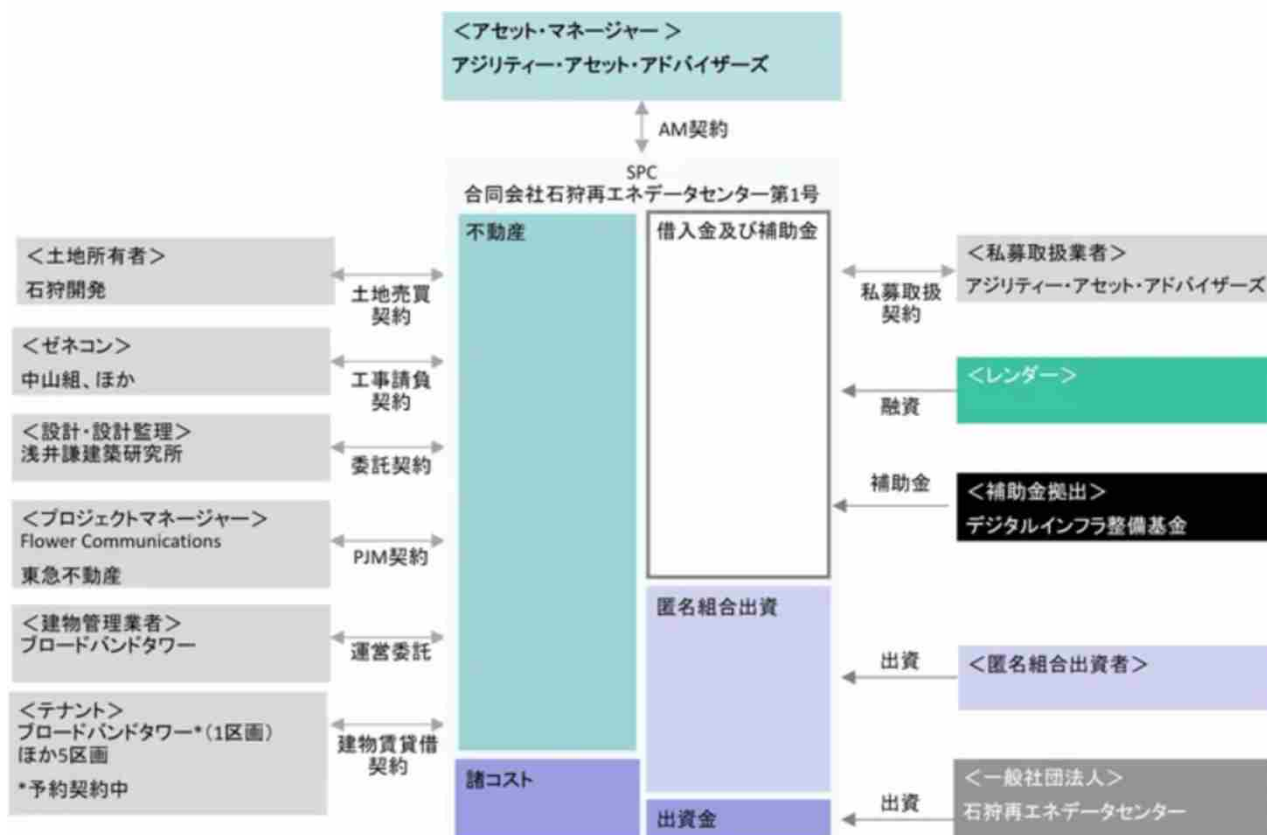 ＜アセット・マネージャー＞
アジリティー・アセット・アドバイザーズ
AM契約
SPC
合同会社石狩再エネデータセンター第1号
不動産
借入金及び補助金
＜土地所有者＞
石狩開発
土地売買
契約
＜私募取扱業者＞
アジリティー・アセット・アドバイザーズ
私募取扱
契約
＜ゼネコン＞
中山組、ほか
工事請負
契約
＜レンダー＞
融資
＜設計・設計監理＞
浅井謙建築研究所
委託契約
補助金
＜補助金拠出＞
デジタルインフラ整備基金
＜プロジェクトマネージャー＞
Flower Communications
東急不動産
PJM契約
匿名組合出資
＜建物管理業者＞
ブロードバンドタワー
運営委託
出資
＜匿名組合出資者＞
＜テナント＞
ブロードバンドタワー*（1区画）
ほか5区画
*予約契約中
建物賃貸借
契約
諸コスト
出資金
出資
＜一般社団法人＞
石狩再エネデータセンター